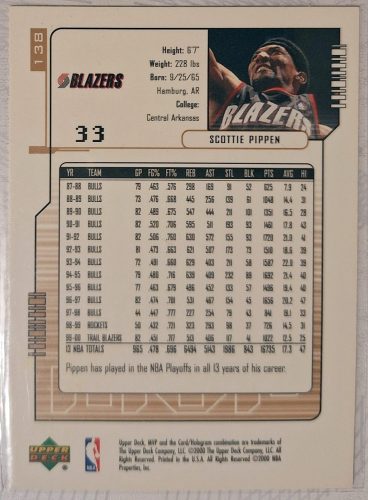 138
Height: 6'7"
Weight: 228 lbs
Born: 9/25/65
Hamburg, AR
College:
Central Arkansas
BLAZERS
33
BLAZERS
SCOTTIE PIPPEN
YR TEAM GP FG% FT% REB AST STL BLK PTS AVG HI
87-88 BULLS 79 .463 .576 298 169 91 52 625 7.9 24
88-89 BULLS 73 .476 .668 445 256 139 61 1048 14.4 31
89-90 BULLS 82 .489 .675 547 444 211 101 1351 16.5 28
90-91 BULLS 82 .520 .706 595 511 193 93 1461 17.8 43
91-92 BULLS 82 .506 .760 630 572 155 93 1720 21.0 41
92-93 BULLS 81 .473 .663 621 507 173 73 1510 18.6 39
93-94 BULLS 72 .491 .660 629 403 211 58 1587 22.0 39
94-95 BULLS 79 .480 .716 639 409 232 89 1692 21.4 40
95-96 BULLS 77 .463 .679 496 452 133 57 1496 19.4 40
96-97 BULLS 82 .474 .701 531 467 154 45 1656 20.2 47
97-98 BULLS 44 .447 .777 227 254 79 43 841 19.1 33
98-99 ROCKETS 50 .432 .721 323 293 98 37 726 14.5 31
99-00 TRAIL BLAZERS 82 .451 .717 513 406 117 41 1022 12.5 25
13 NBA TOTALS 965 .478 .696 6494 5143 1986 843 16735 17.3 47
Pippen has played in the NBA Playoffs in all 13 years of his career.
UPPER DECK
NBA
Upper Deck, MVP and the Card/Hologram combination are trademarks of
The Upper Deck Company, LLC. ©2000 The Upper Deck Company, LLC. All
Rights Reserved. Printed in the U.S.A. All Rights Reserved. ©2000 NBA
Properties, Inc.